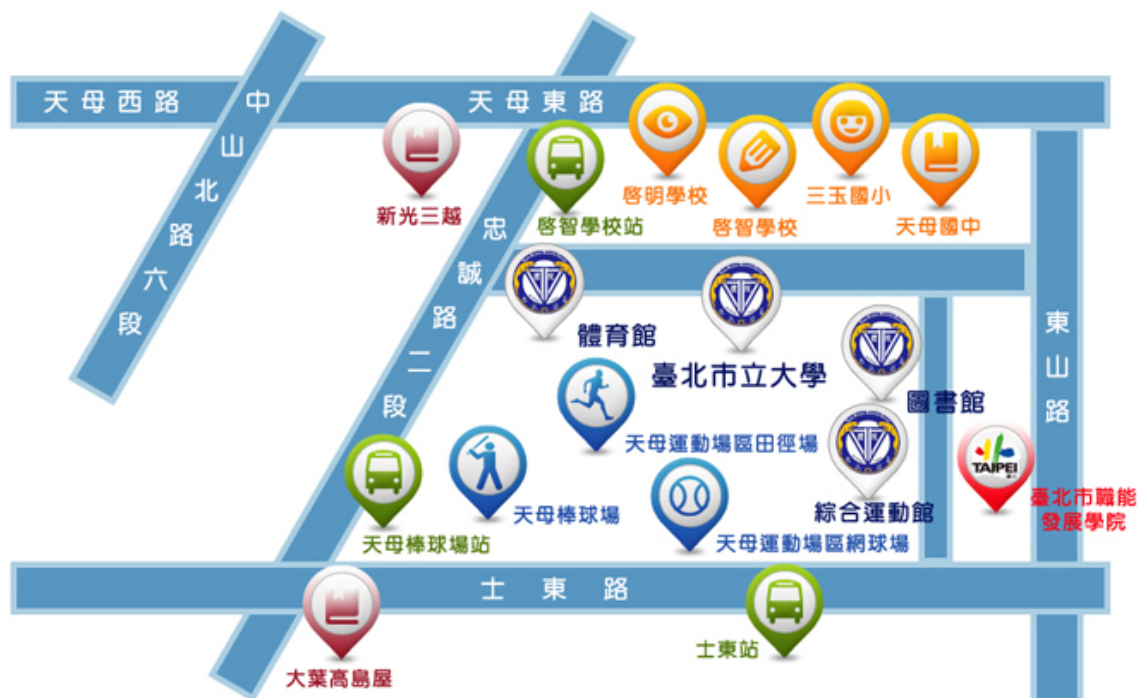 天母西路
中山北路六段
天母東路
新光三越
啓智學校站
啓明學校
啓智學校
三玉國小
天母國中
忠誠路二段
體育館
臺北市立大學
圖書館
東山路
天母運動場區田徑場
TAIPEI
臺北市職能
發展學院
天母棒球場
綜合運動館
天母棒球場站
天母運動場區網球場
士東路
士東站
大葉高島屋